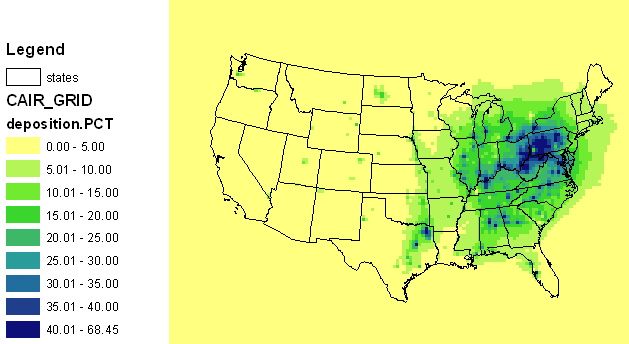 Legend
states
CAIR_GRID
deposition.PCT
0.00 - 5.00
5.01 - 10.00
10.01 - 15.00
15.01 - 20.00
20.01 - 25.00
25.01 - 30.00
30.01 - 35.00
35.01 - 40.00
40.01 - 68.45